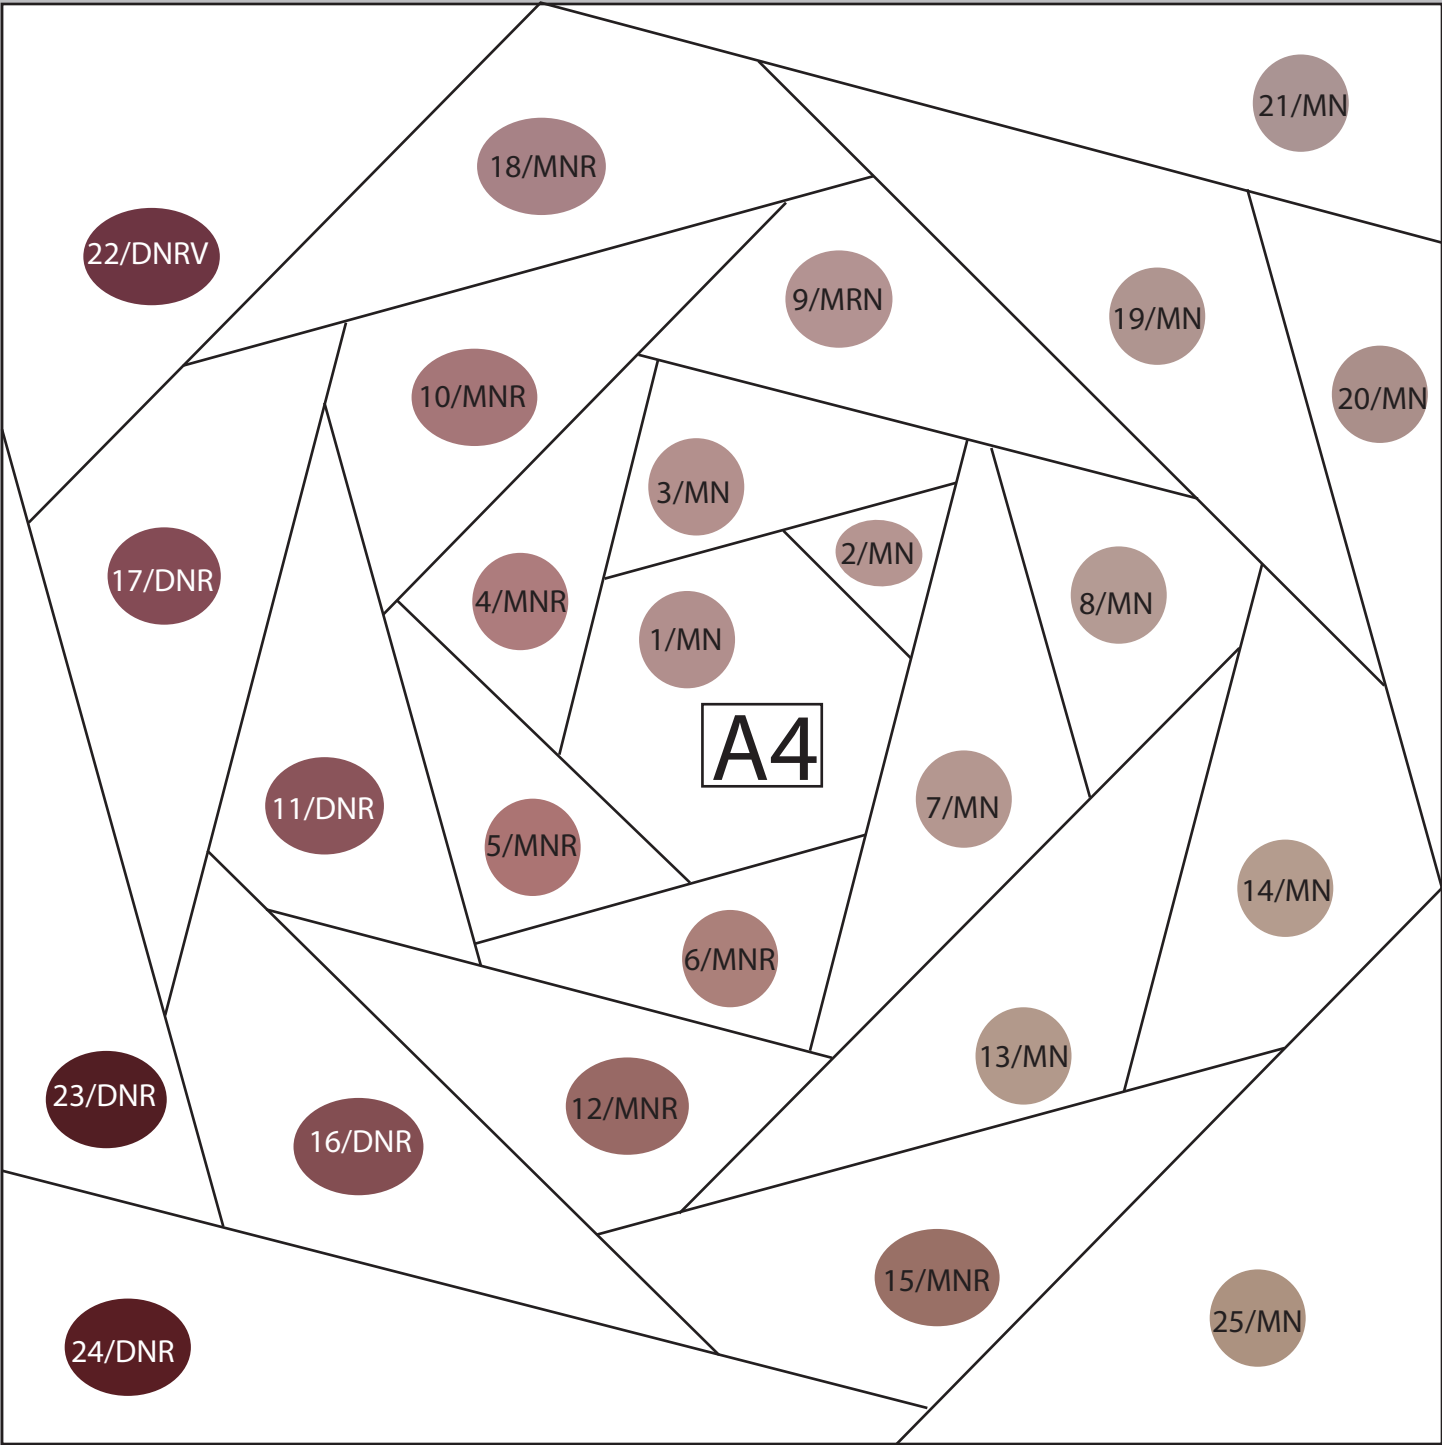 21/MN
18/MNR
22/DNRV
9/MRN
19/MN
10/MNR
20/MN
3/MN
2/MN
17/DNR
4/MNR
8/MN
1/MN
A4
11/DNR
7/MN
5/MNR
14/MN
6/MNR
13/MN
23/DNR
12/MNR
16/DNR
15/MNR
25/MN
24/DNR